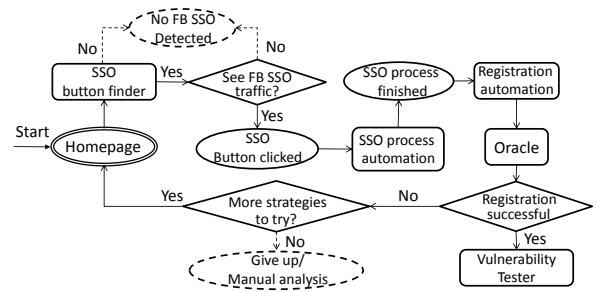 No FB SSO
Detected
No
No
SSO
button finder
Yes
See FB SSO
traffic?
SSO process
finished
Registration
automation
Start
Homepage
Yes
SSO
Button clicked
SSO process
automation
Oracle
Yes
More strategies
to try?
No
Registration
successful
No
Yes
Give up/
Manual analysis
Vulnerability
Tester